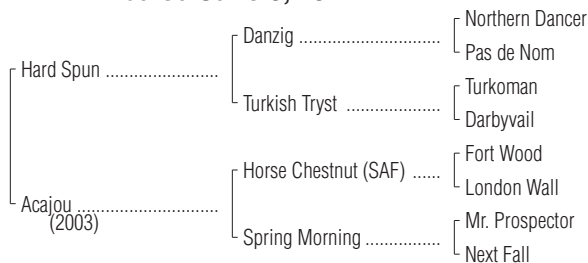 Northern Dancer
Danzig ..............................
Pas de Nom
Hard Spun ........................
Turkoman
Turkish Tryst ....................
Darbyvail
Fort Wood
Horse Chestnut (SAF) ......
London Wall
Acajou ..............................
(2003)
Mr. Prospector
Spring Morning ................
Next Fall